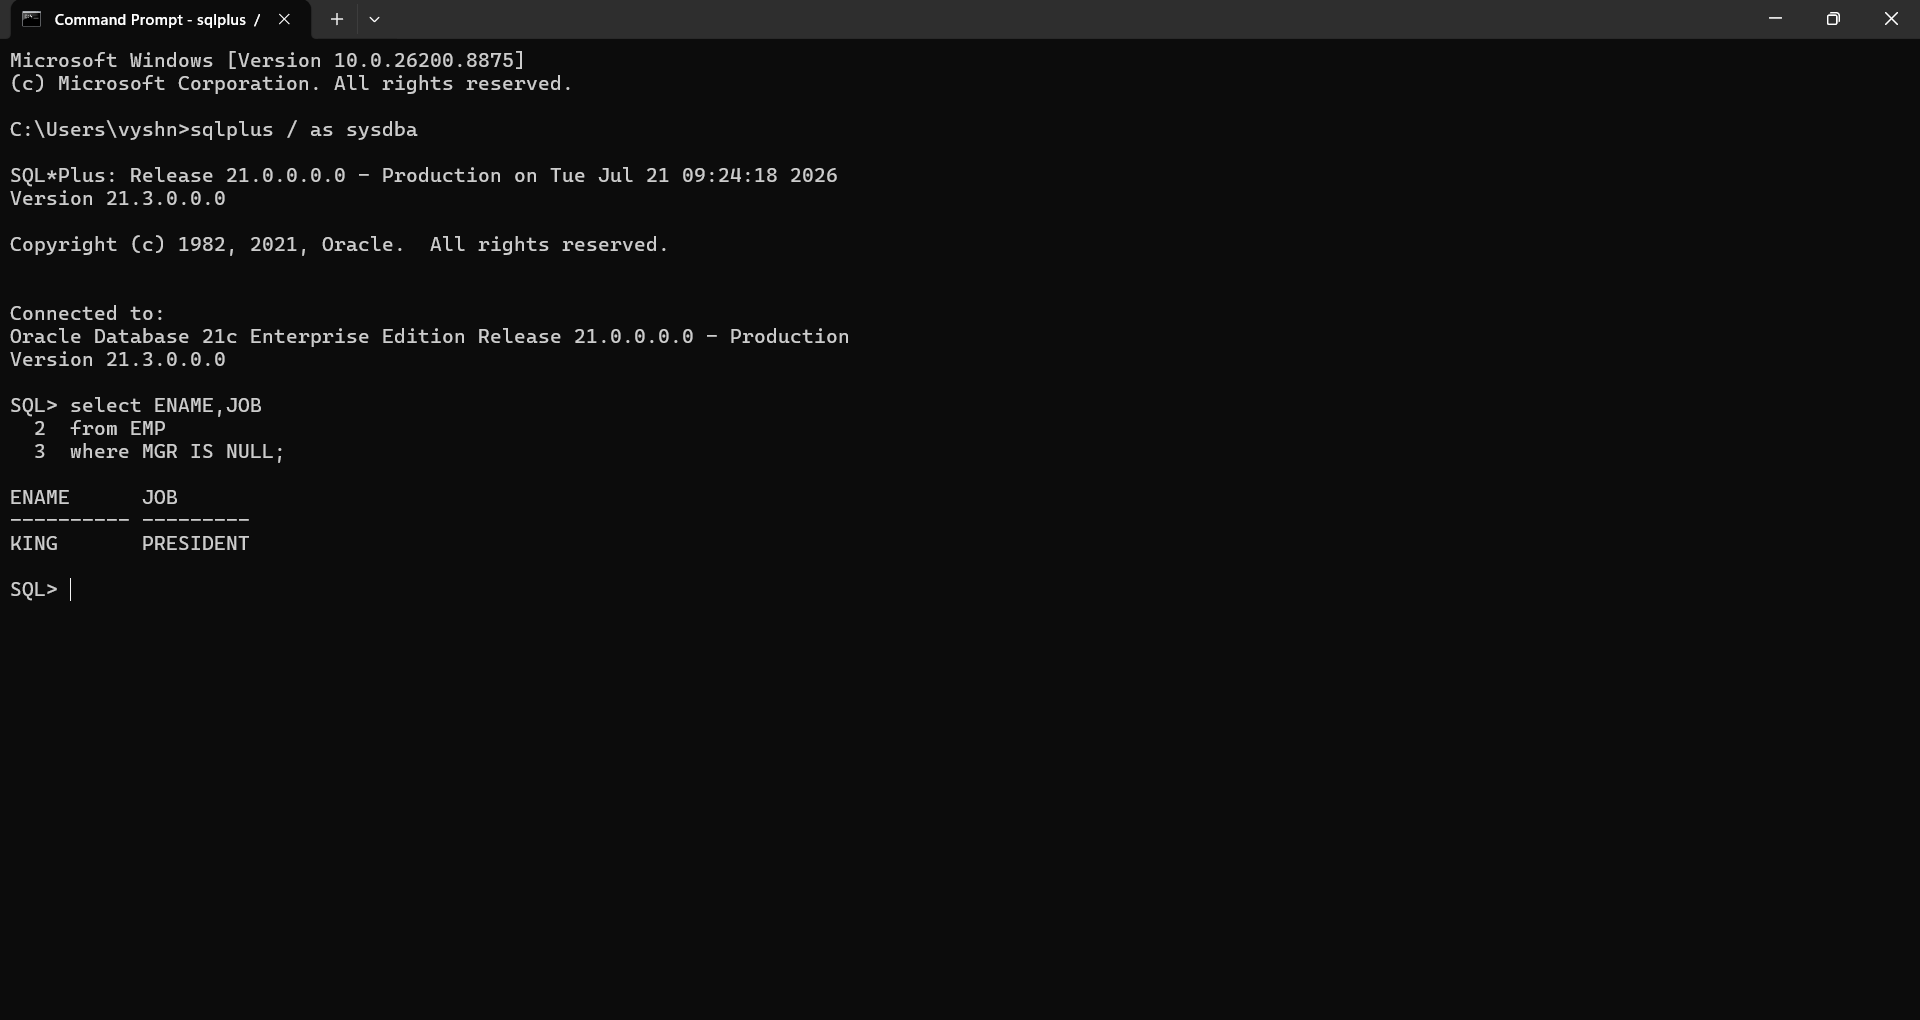 Command Prompt - sqlplus /
Microsoft Windows [Version 10.0.26200.8875]
(c) Microsoft Corporation. All rights reserved.
C:\Users\vyshn>sqlplus / as sysdba
SQL*Plus: Release 21.0.0.0.0 - Production on Tue Jul 21 09:24:18 2026
Version 21.3.0.0.0
Copyright (c) 1982, 2021, Oracle.  All rights reserved.
Connected to:
Oracle Database 21c Enterprise Edition Release 21.0.0.0.0 - Production
Version 21.3.0.0.0
SQL> select ENAME,JOB
  2  from EMP
  3  where MGR IS NULL;
ENAME      JOB
---------- ---------
KING       PRESIDENT
SQL>